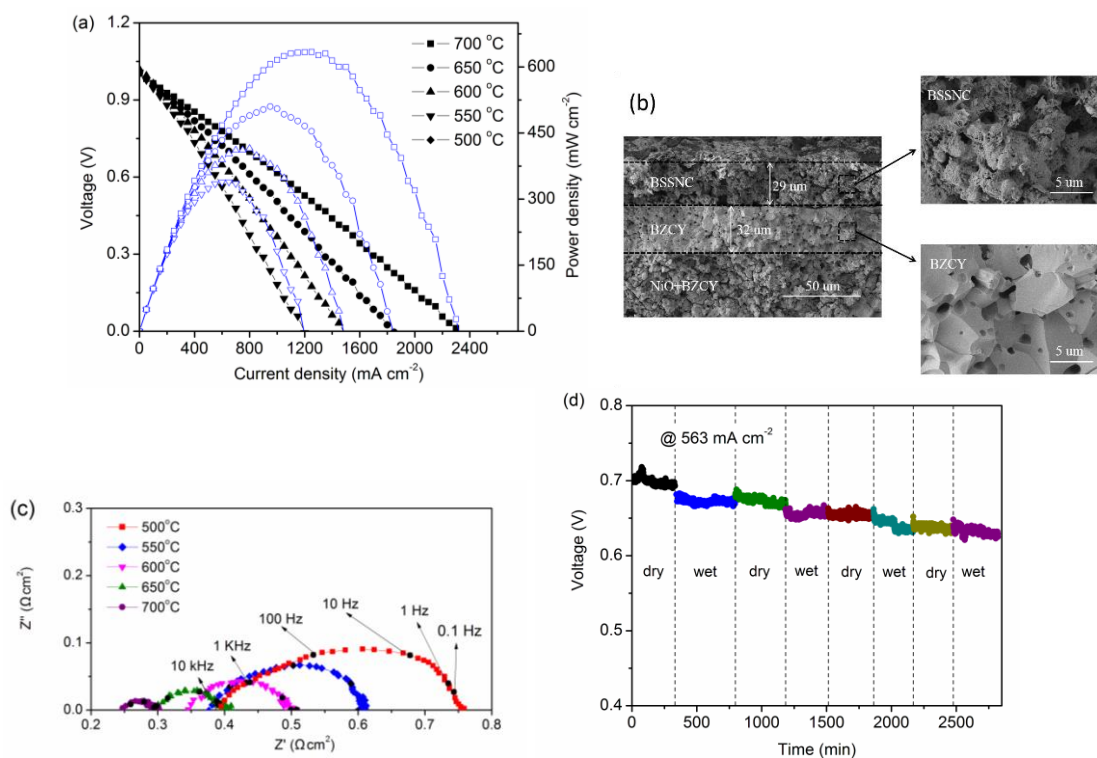 (a)
1.2
0.9
0.6
0.3
0.0
Voltage (V)
600
450
300
150
0
Power density (mW cm⁻²)
0 400 800 1200 1600 2000 2400
Current density (mA cm⁻²)
700 °C
650 °C
600 °C
550 °C
500 °C
(b)
BSSNC
29 um
BZCY
32 um
NiO+BZCY
50 um
BSSNC
5 um
BZCY
5 um
(c)
0.3
0.2
0.1
0.0
Z'' (Ω cm²)
500°C
550°C
600°C
650°C
700°C
10 kHz
1 KHz
100 Hz
10 Hz
1 Hz
0.1 Hz
0.2 0.3 0.4 0.5 0.6 0.7 0.8
Z' (Ω cm²)
(d)
0.8
0.7
0.6
0.5
0.4
Voltage (V)
@ 563 mA cm⁻²
dry wet dry wet dry wet dry wet
0 500 1000 1500 2000 2500
Time (min)